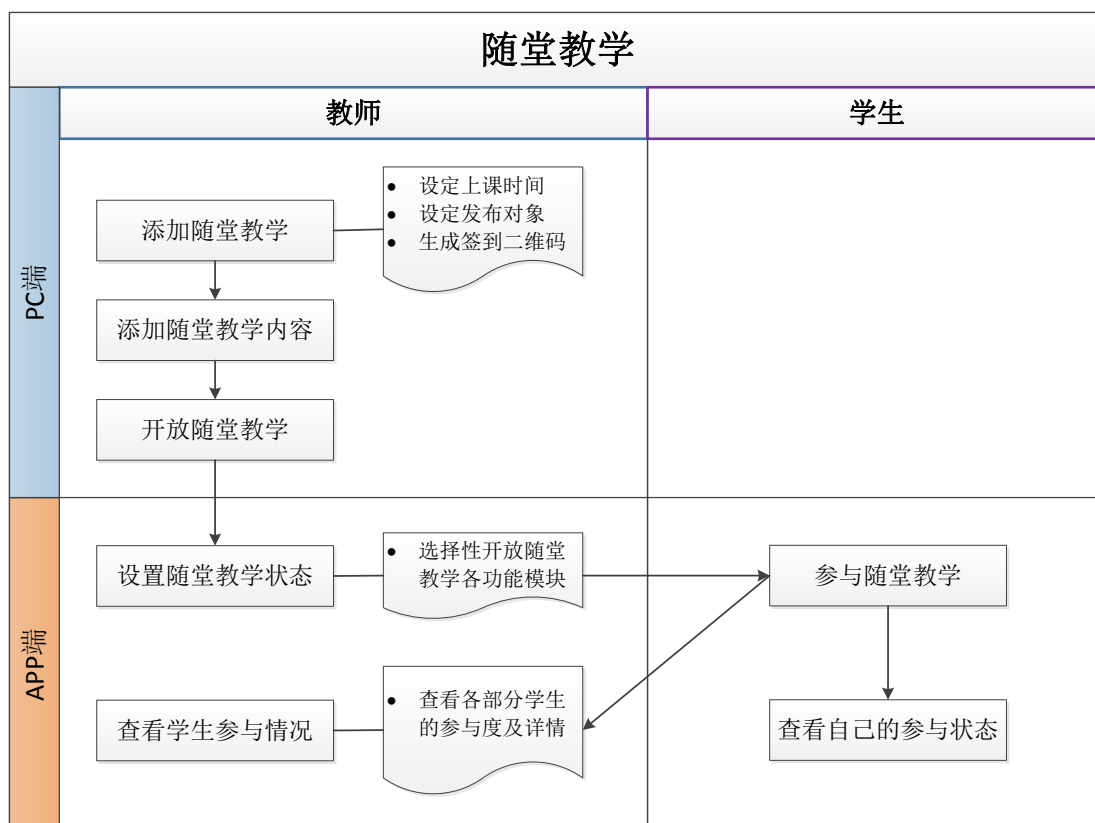 随堂教学
教师
学生
PC端
添加随堂教学
● 设定上课时间
● 设定发布对象
● 生成签到二维码
添加随堂教学内容
开放随堂教学
APP端
设置随堂教学状态
● 选择性开放随堂
教学各功能模块
参与随堂教学
查看学生参与情况
● 查看各部分学生
的参与度及详情
查看自己的参与状态